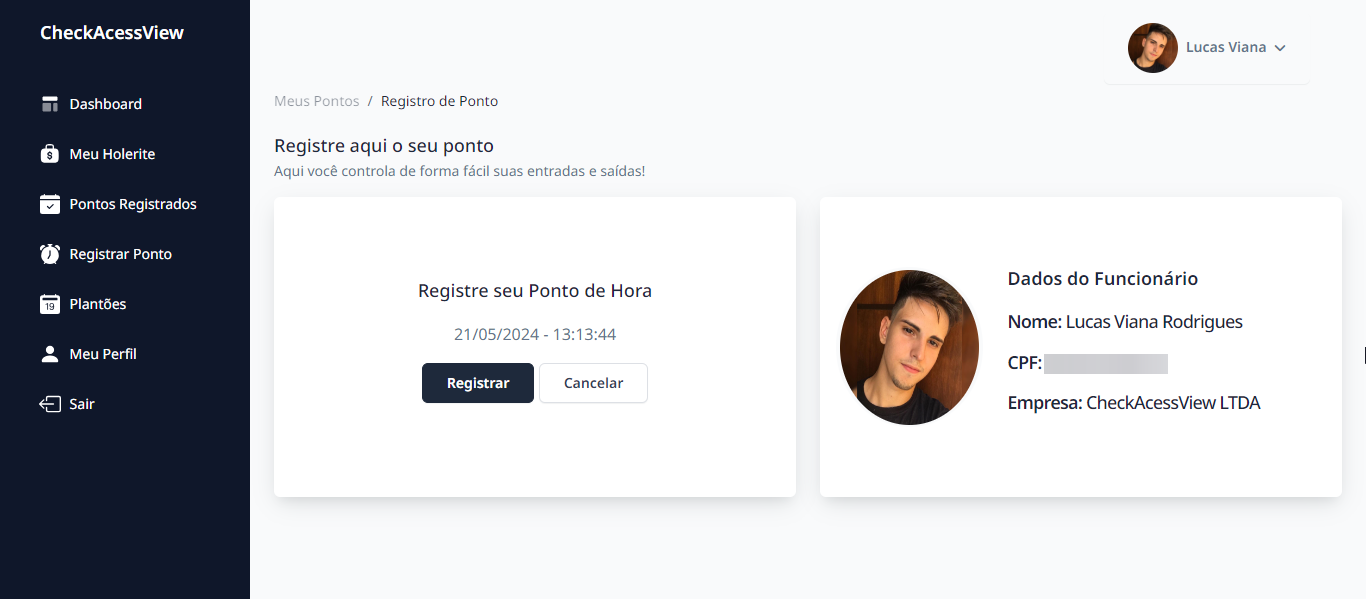 CheckAcessView
Dashboard
Meu Holerite
Pontos Registrados
Registrar Ponto
19
Plantões
Meu Perfil
Sair
Lucas Viana
Meus Pontos / Registro de Ponto
Registre aqui o seu ponto
Aqui você controla de forma fácil suas entradas e saídas!
Registre seu Ponto de Hora
21/05/2024 - 13:13:44
Registrar
Cancelar
Dados do Funcionário
Nome: Lucas Viana Rodrigues
CPF:
Empresa: CheckAcessView LTDA